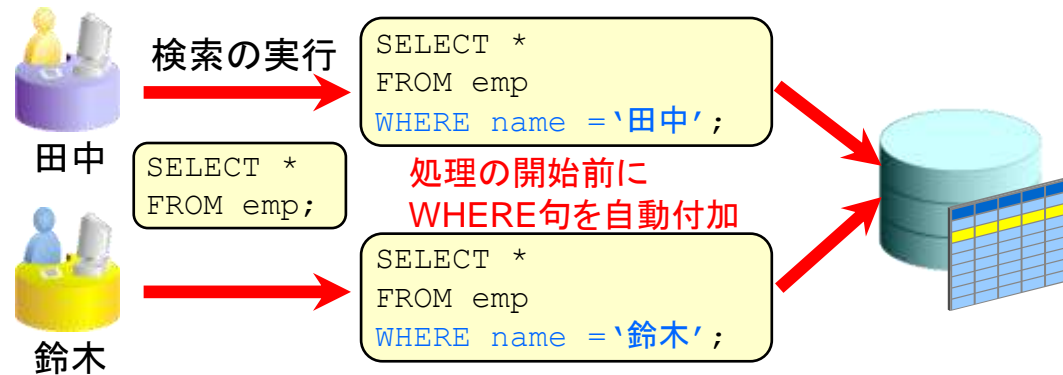 検索の実行
SELECT *
FROM emp
WHERE name =‘田中’;
田中
SELECT *
FROM emp;
処理の開始前に
WHERE句を自動付加
SELECT *
FROM emp
WHERE name =‘鈴木’;
鈴木